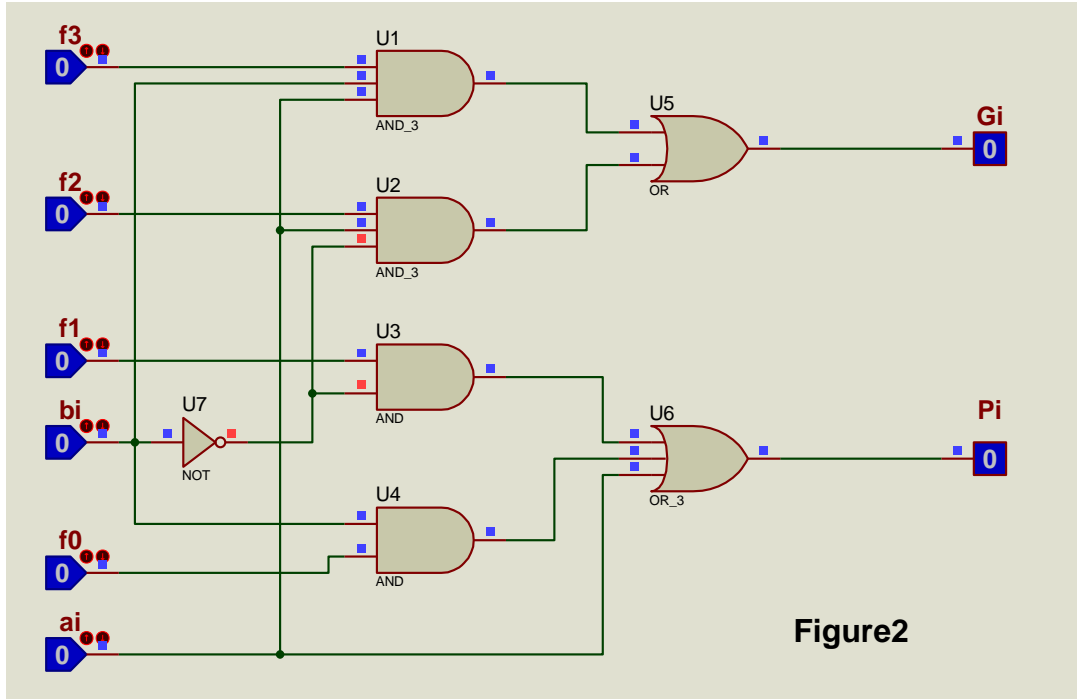 f3
0
U1
AND_3
U5
OR
Gi
0
f2
0
U2
AND_3
f1
0
U3
AND
bi
0
U7
NOT
U6
OR_3
Pi
0
U4
AND
f0
0
ai
0
Figure2